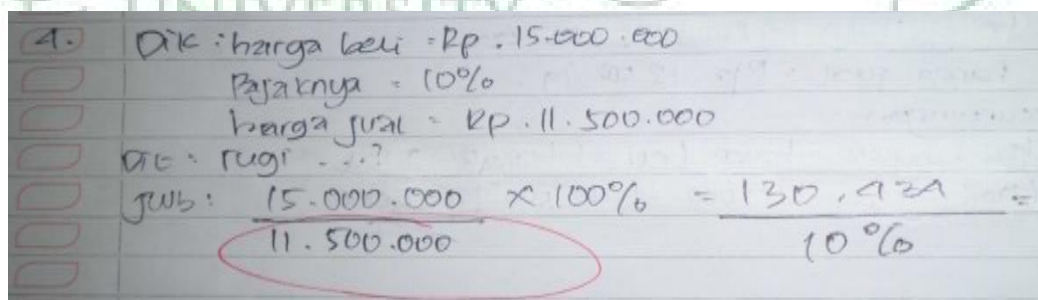 4. Dik : harga beli = Rp. 15.000.000
Pajaknya = 10%
harga jual = Rp. 11.500.000
Dit : rugi ...?
Jwb : 15.000.000 × 100% = 130,434 =
11.500.000 10%